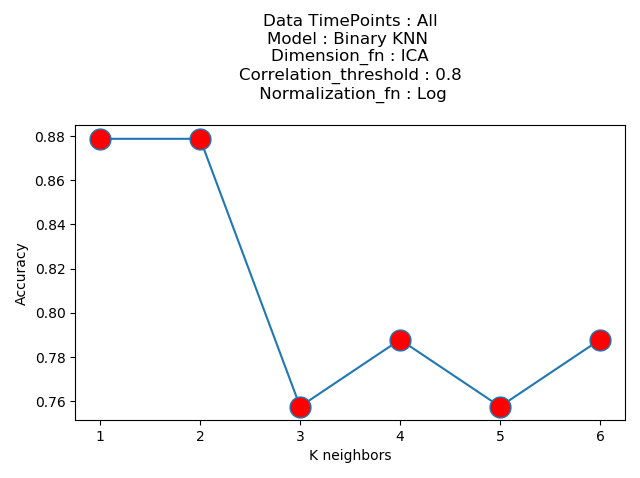 Data TimePoints : All
Model : Binary KNN
Dimension_fn : ICA
Correlation_threshold : 0.8
Normalization_fn : Log
0.88
0.86
0.84
0.82
0.80
0.78
0.76
Accuracy
1 2 3 4 5 6
K neighbors